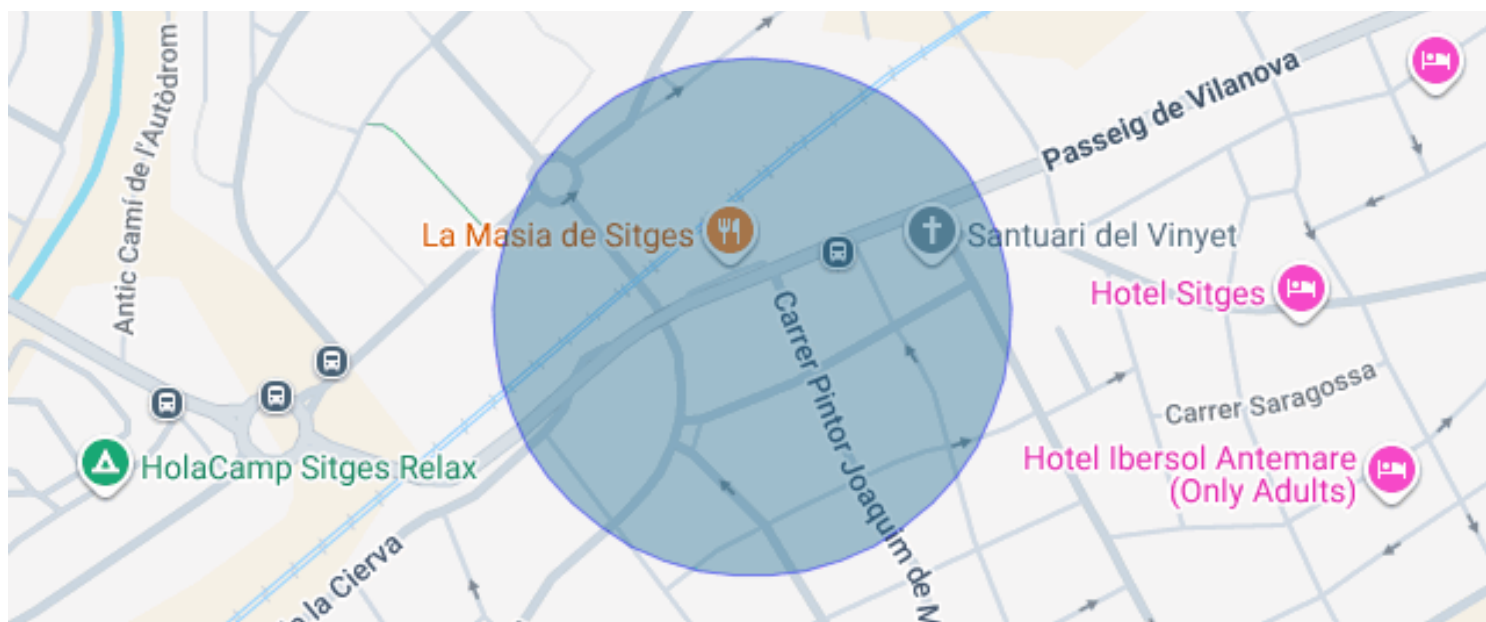 Antic Camí de l'Autòdrom
Passeig de Vilanova
La Masia de Sitges
Santuari del Vinyet
Hotel Sitges
Carrer Pintor Joaquim de M
Carrer Saragossa
HolaCamp Sitges Relax
Hotel Ibersol Antemare
(Only Adults)
de la Cierva